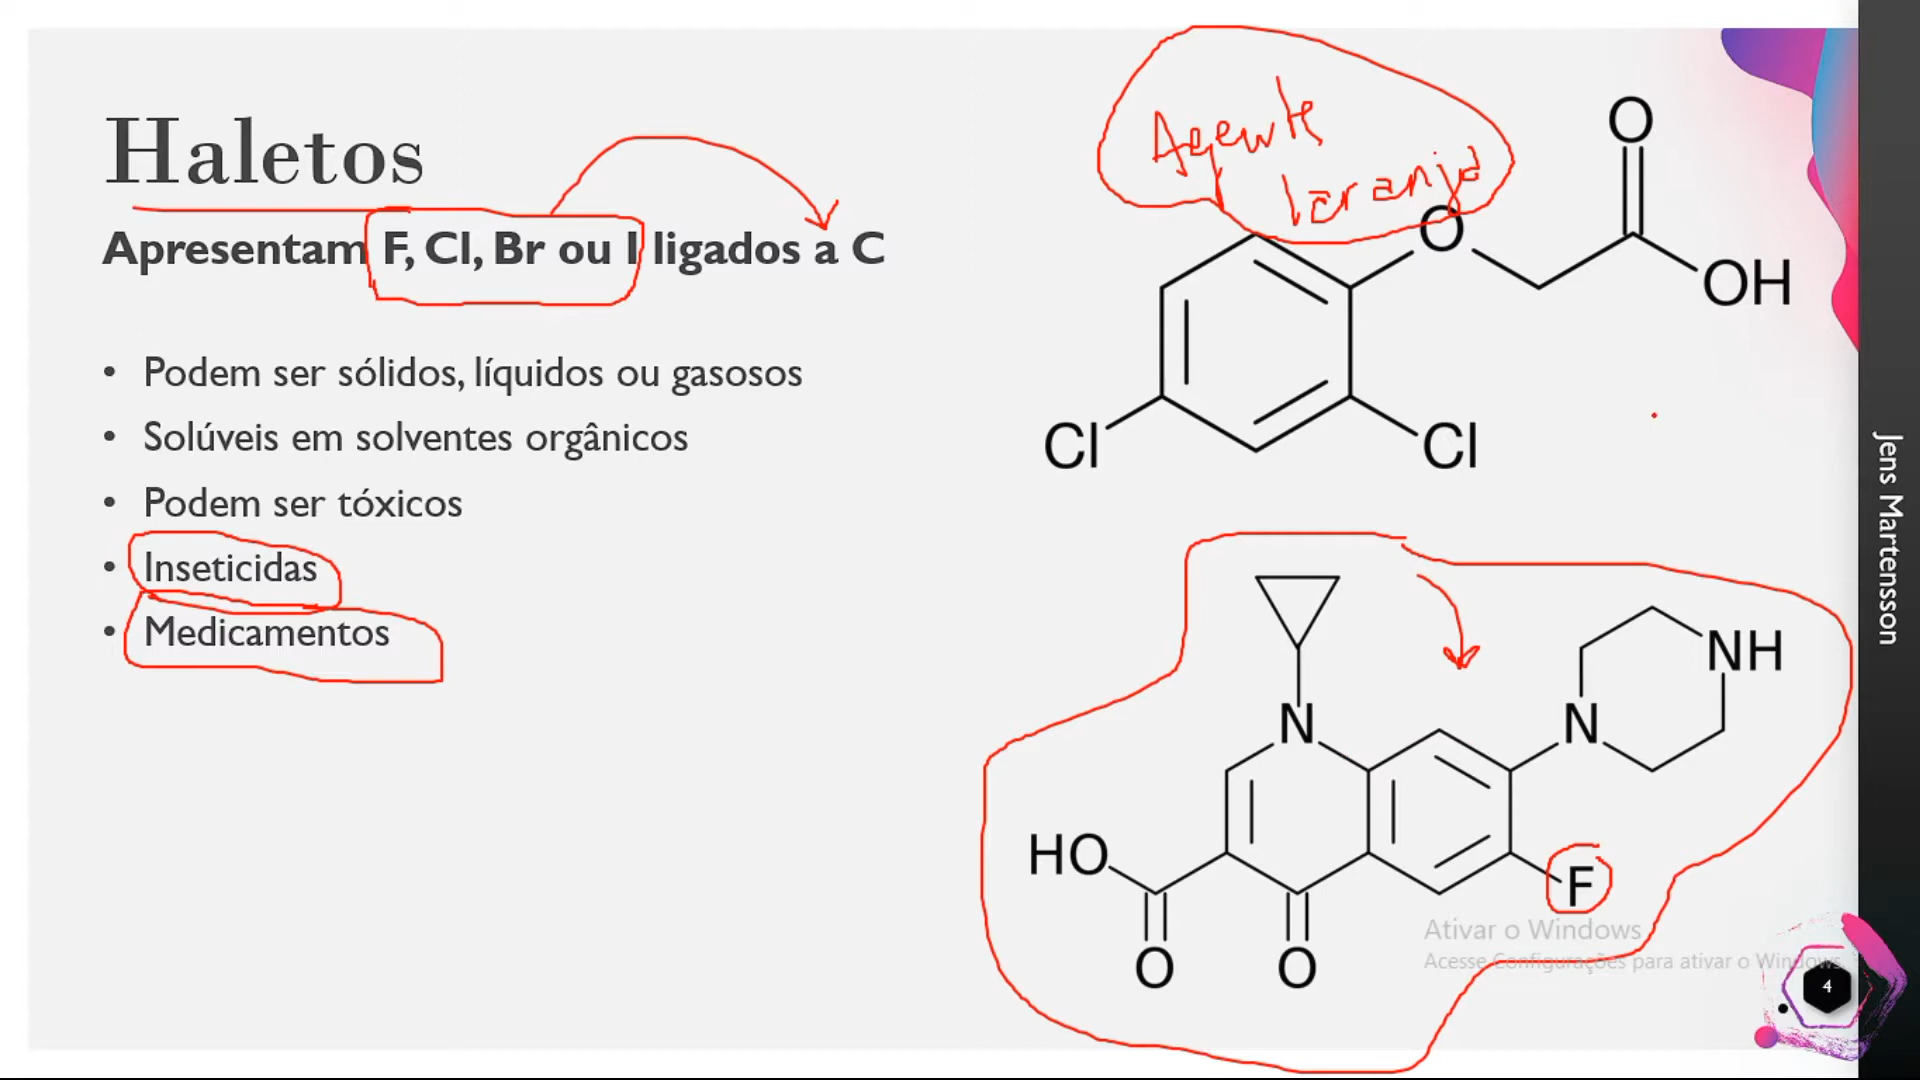 Haletos
Apresentam F, Cl, Br ou I ligados a C
• Podem ser sólidos, líquidos ou gasosos
• Solúveis em solventes orgânicos
• Podem ser tóxicos
• Inseticidas
• Medicamentos
Agente
laranja
O
O
OH
Cl
Cl
NH
N
N
HO
F
O
O
Ativar o Windows
Acesse Configurações para ativar o Windows.
4
Jens Martensson